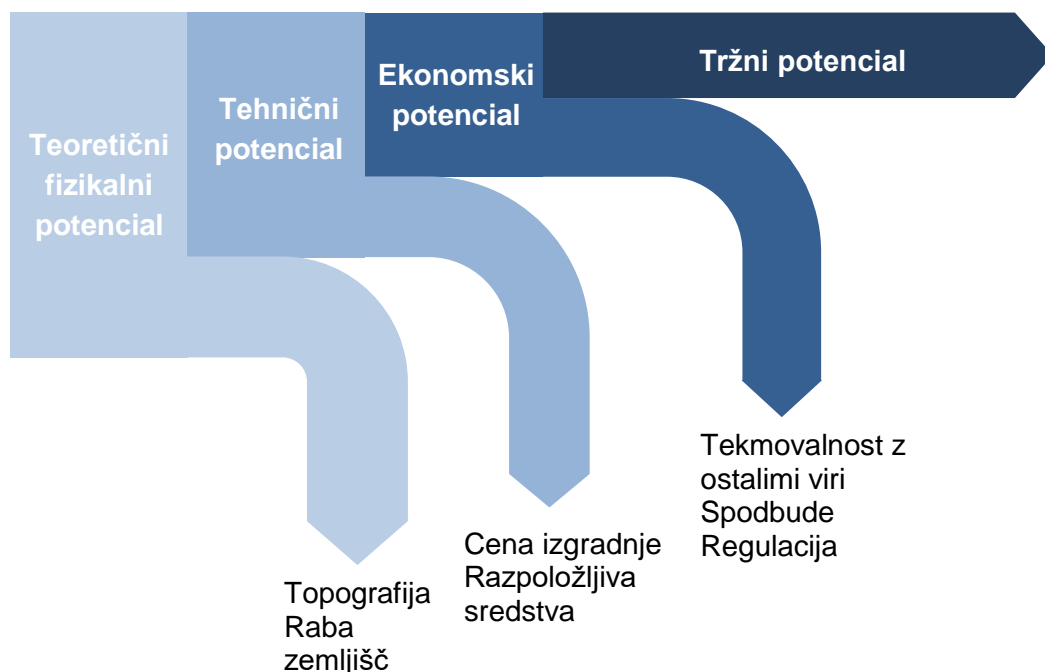 Teoretični
fizikalni
potencial
Tehnični
potencial
Ekonomski
potencial
Tržni potencial
Topografija
Raba
zemljišč
Cena izgradnje
Razpoložljiva
sredstva
Tekmovalnost z
ostalimi viri
Spodbude
Regulacija